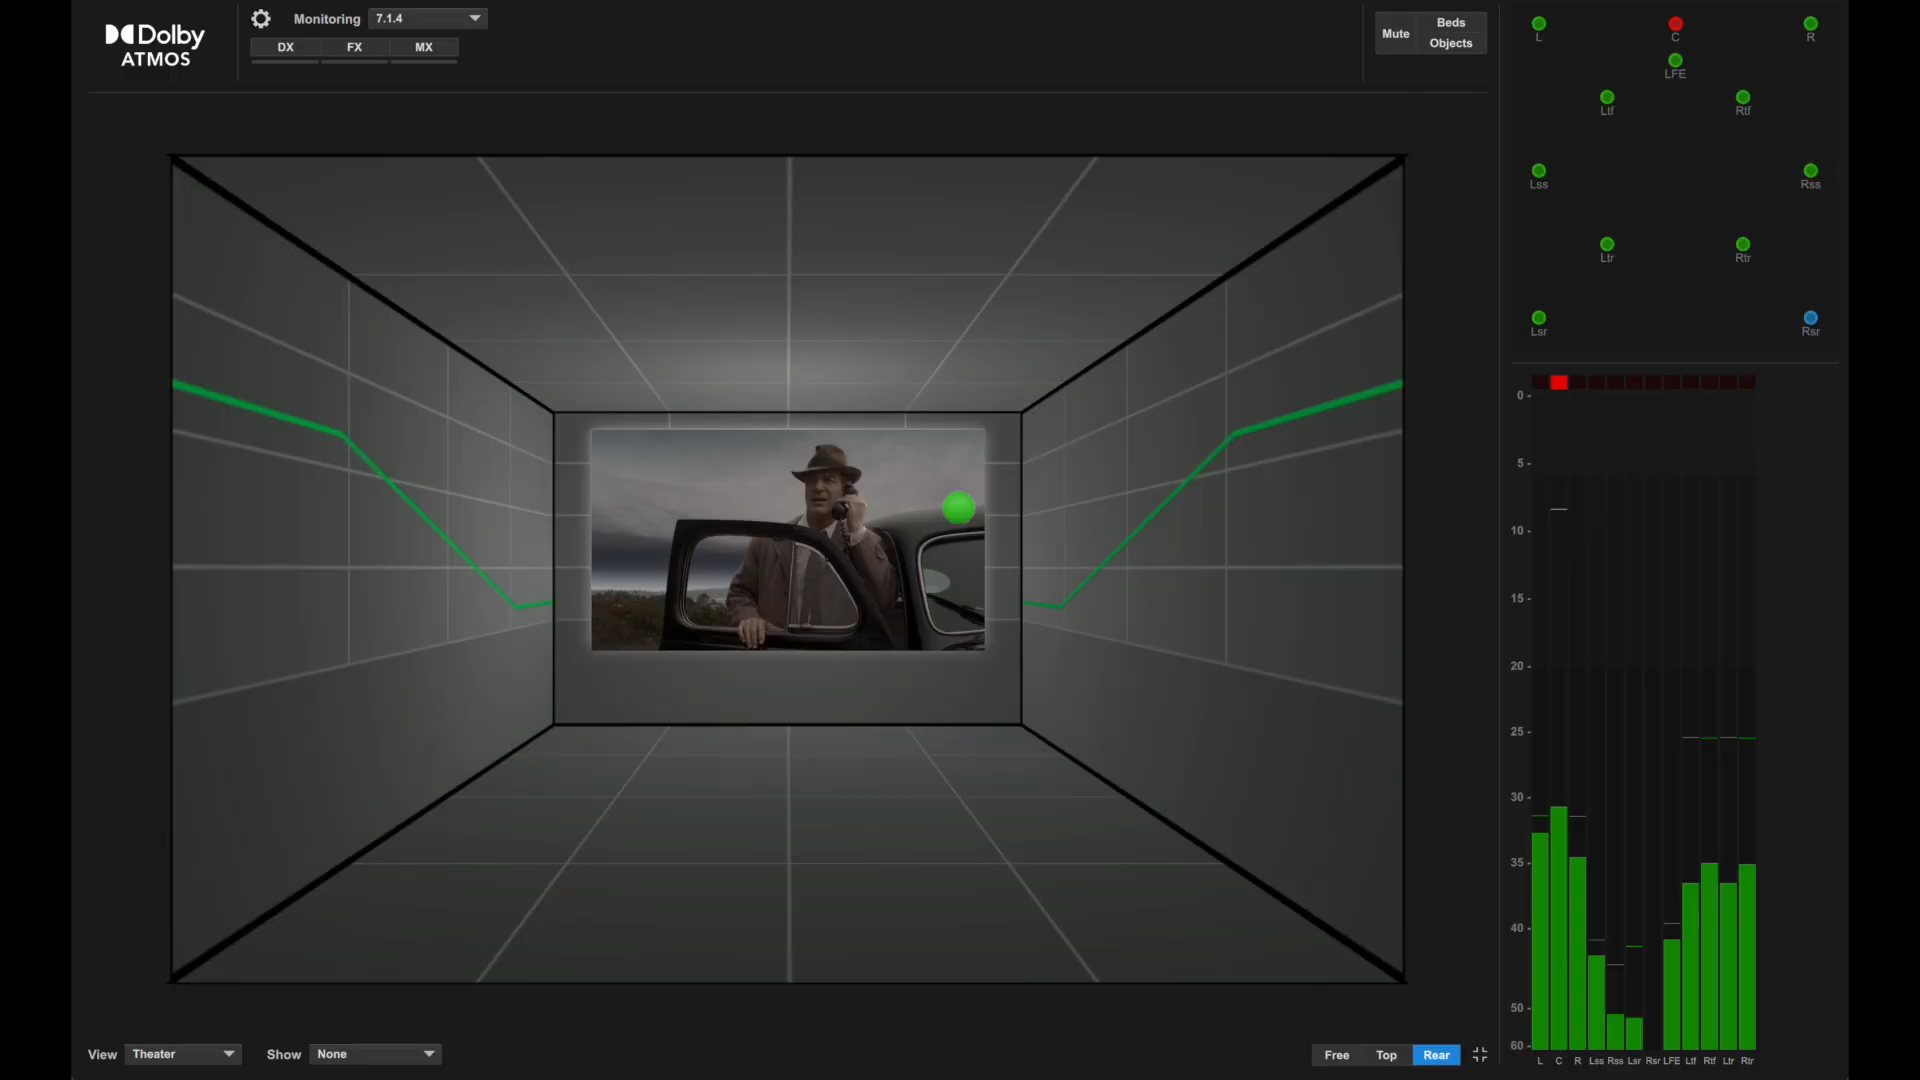 Dolby
ATMOS
Monitoring 7.1.4
DX FX MX
Mute
Beds
Objects
L C R
LFE
Ltf Rtf
Lss Rss
Ltr Rtr
Lsr Rsr
0 -
5 -
10 -
15 -
20 -
25 -
30 -
35 -
40 -
50 -
60 -
L C R Lss Rss Lsr Rsr LFE Ltf Rtf Ltr Rtr
View Theater Show None
Free Top Rear